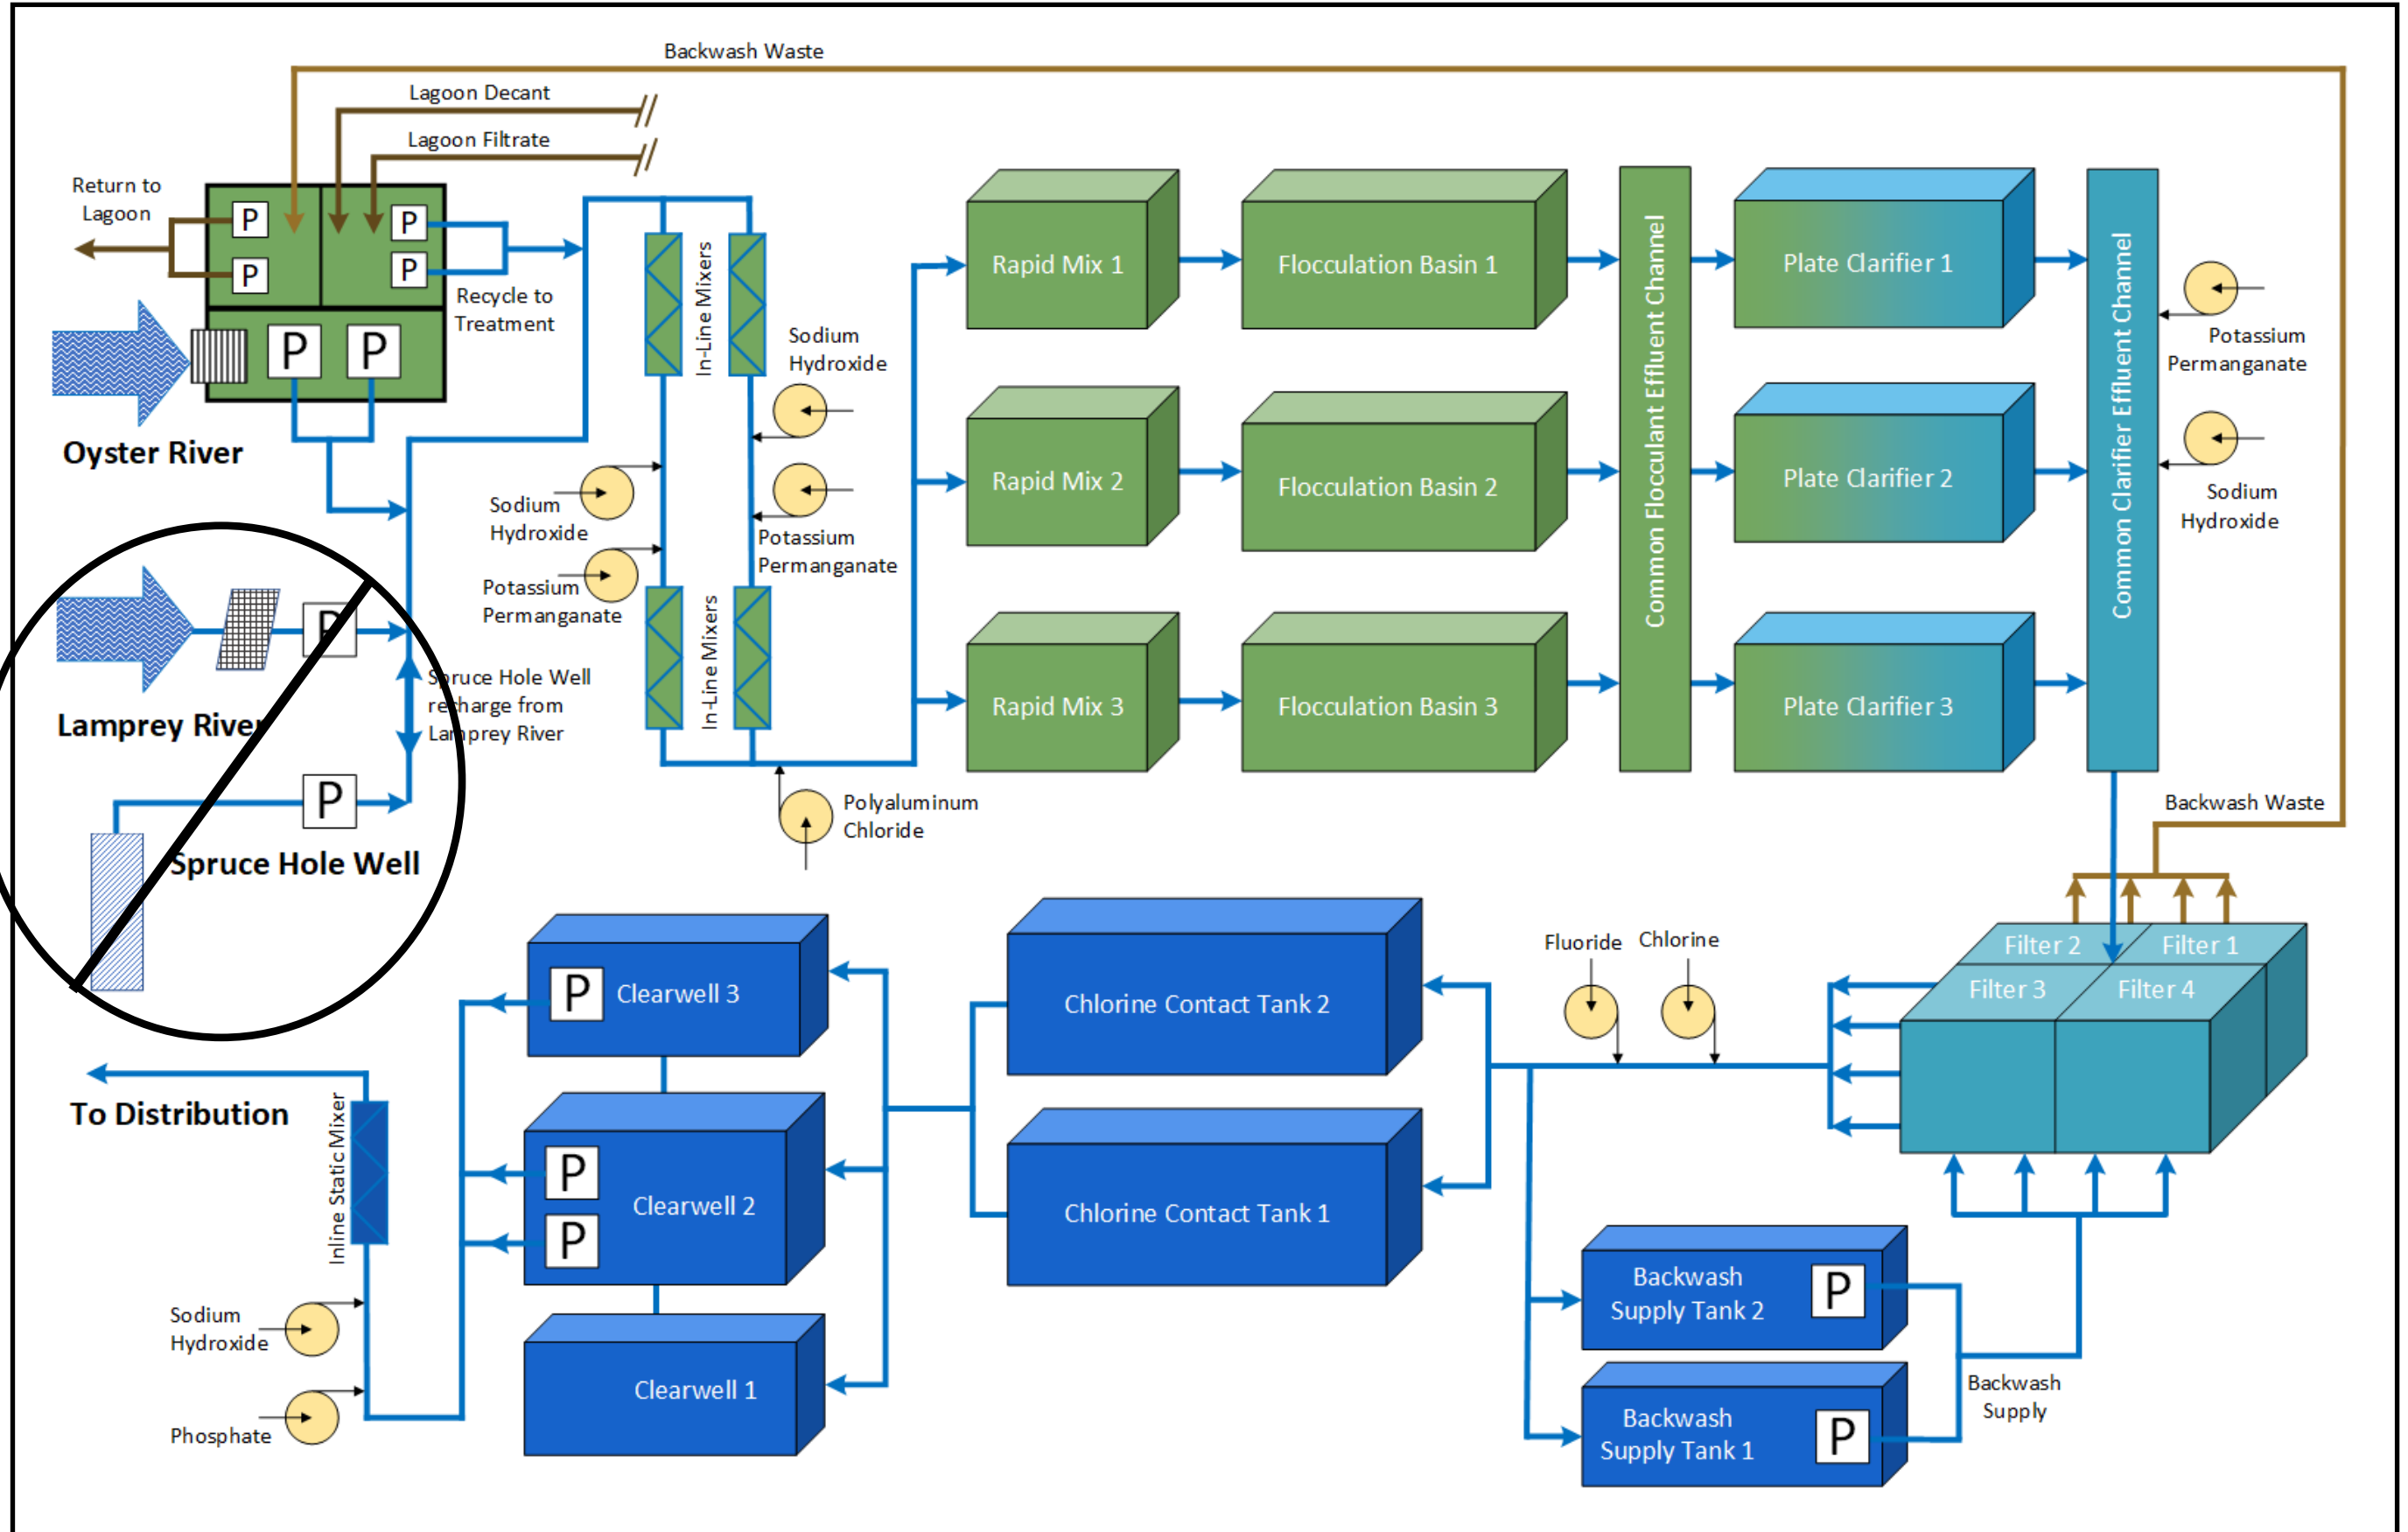 Backwash Waste
Lagoon Decant
Lagoon Filtrate
Return to
Lagoon
P
P
P
P
Recycle to
Treatment
P
P
Oyster River
In-Line Mixers
Sodium
Hydroxide
Potassium
Permanganate
Sodium
Hydroxide
Potassium
Permanganate
In-Line Mixers
Polyaluminum
Chloride
Lamprey River
P
Spruce Hole Well
recharge from
Lamprey River
P
Spruce Hole Well
Rapid Mix 1
Flocculation Basin 1
Rapid Mix 2
Flocculation Basin 2
Rapid Mix 3
Flocculation Basin 3
Common Flocculant Effluent Channel
Plate Clarifier 1
Plate Clarifier 2
Plate Clarifier 3
Common Clarifier Effluent Channel
Potassium
Permanganate
Sodium
Hydroxide
Backwash Waste
Filter 2
Filter 1
Filter 3
Filter 4
Fluoride
Chlorine
Chlorine Contact Tank 2
Chlorine Contact Tank 1
Backwash
Supply Tank 2
P
Backwash
Supply Tank 1
P
Backwash
Supply
P
Clearwell 3
P
P
Clearwell 2
Clearwell 1
To Distribution
Inline Static Mixer
Sodium
Hydroxide
Phosphate